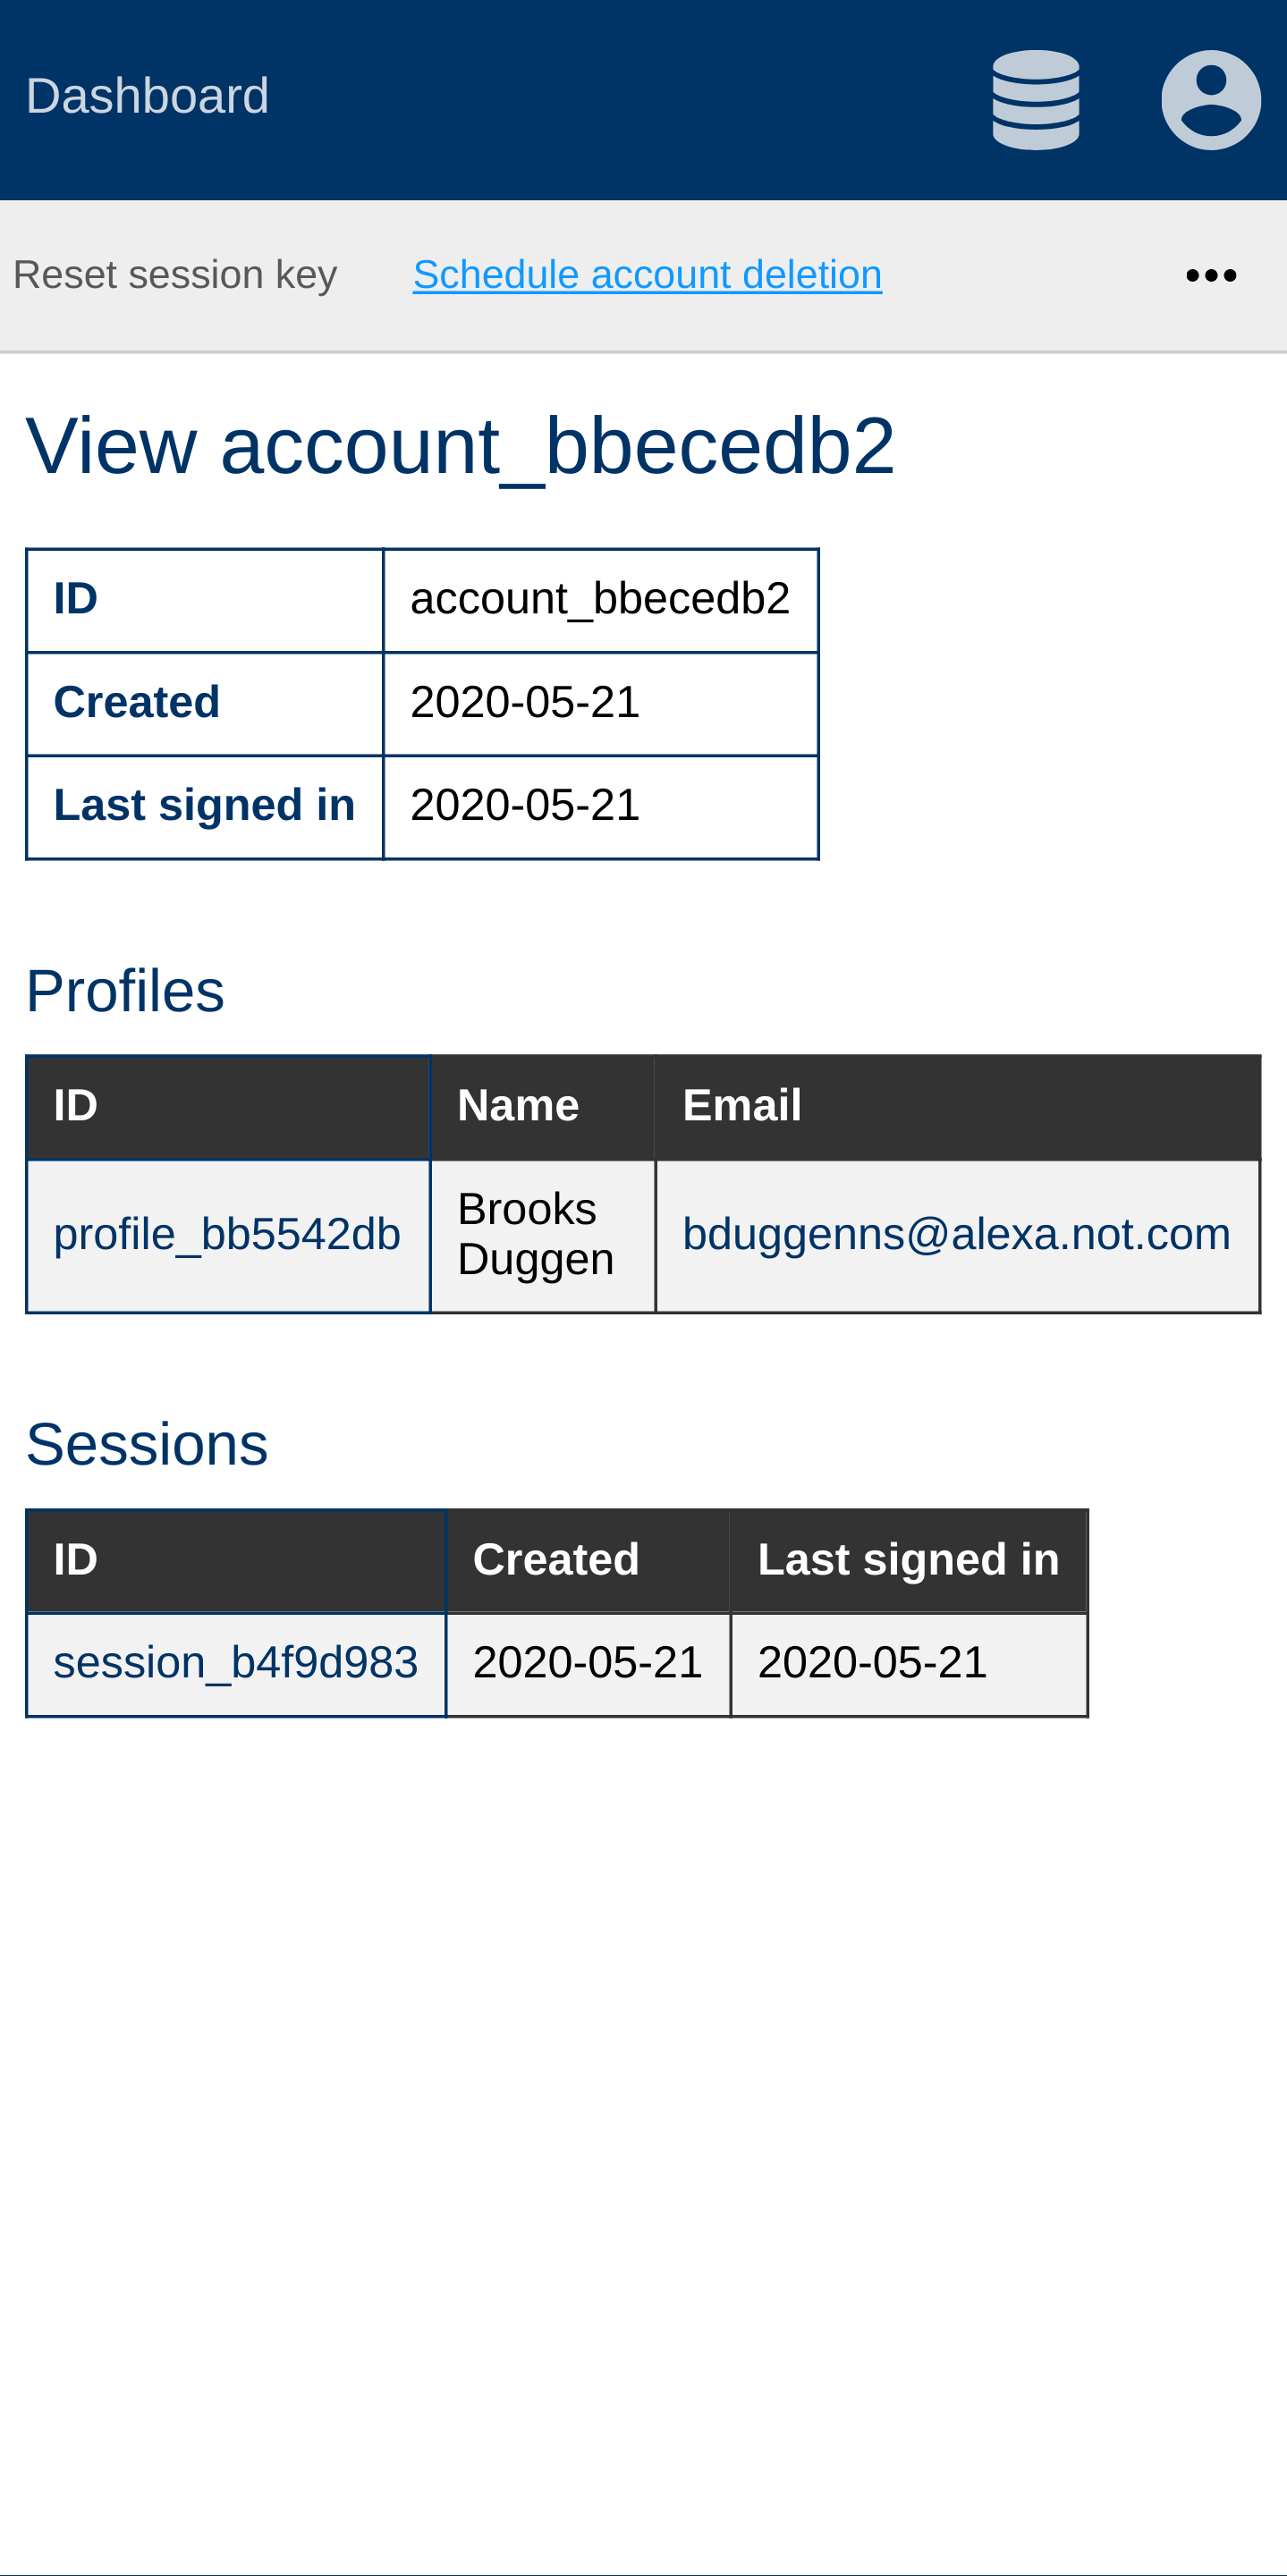 Dashboard
Reset session key Schedule account deletion •••
View account_bbecedb2
ID account_bbecedb2
Created 2020-05-21
Last signed in 2020-05-21
Profiles
ID Name Email
profile_bb5542db Brooks Duggen bduggenns@alexa.not.com
Sessions
ID Created Last signed in
session_b4f9d983 2020-05-21 2020-05-21